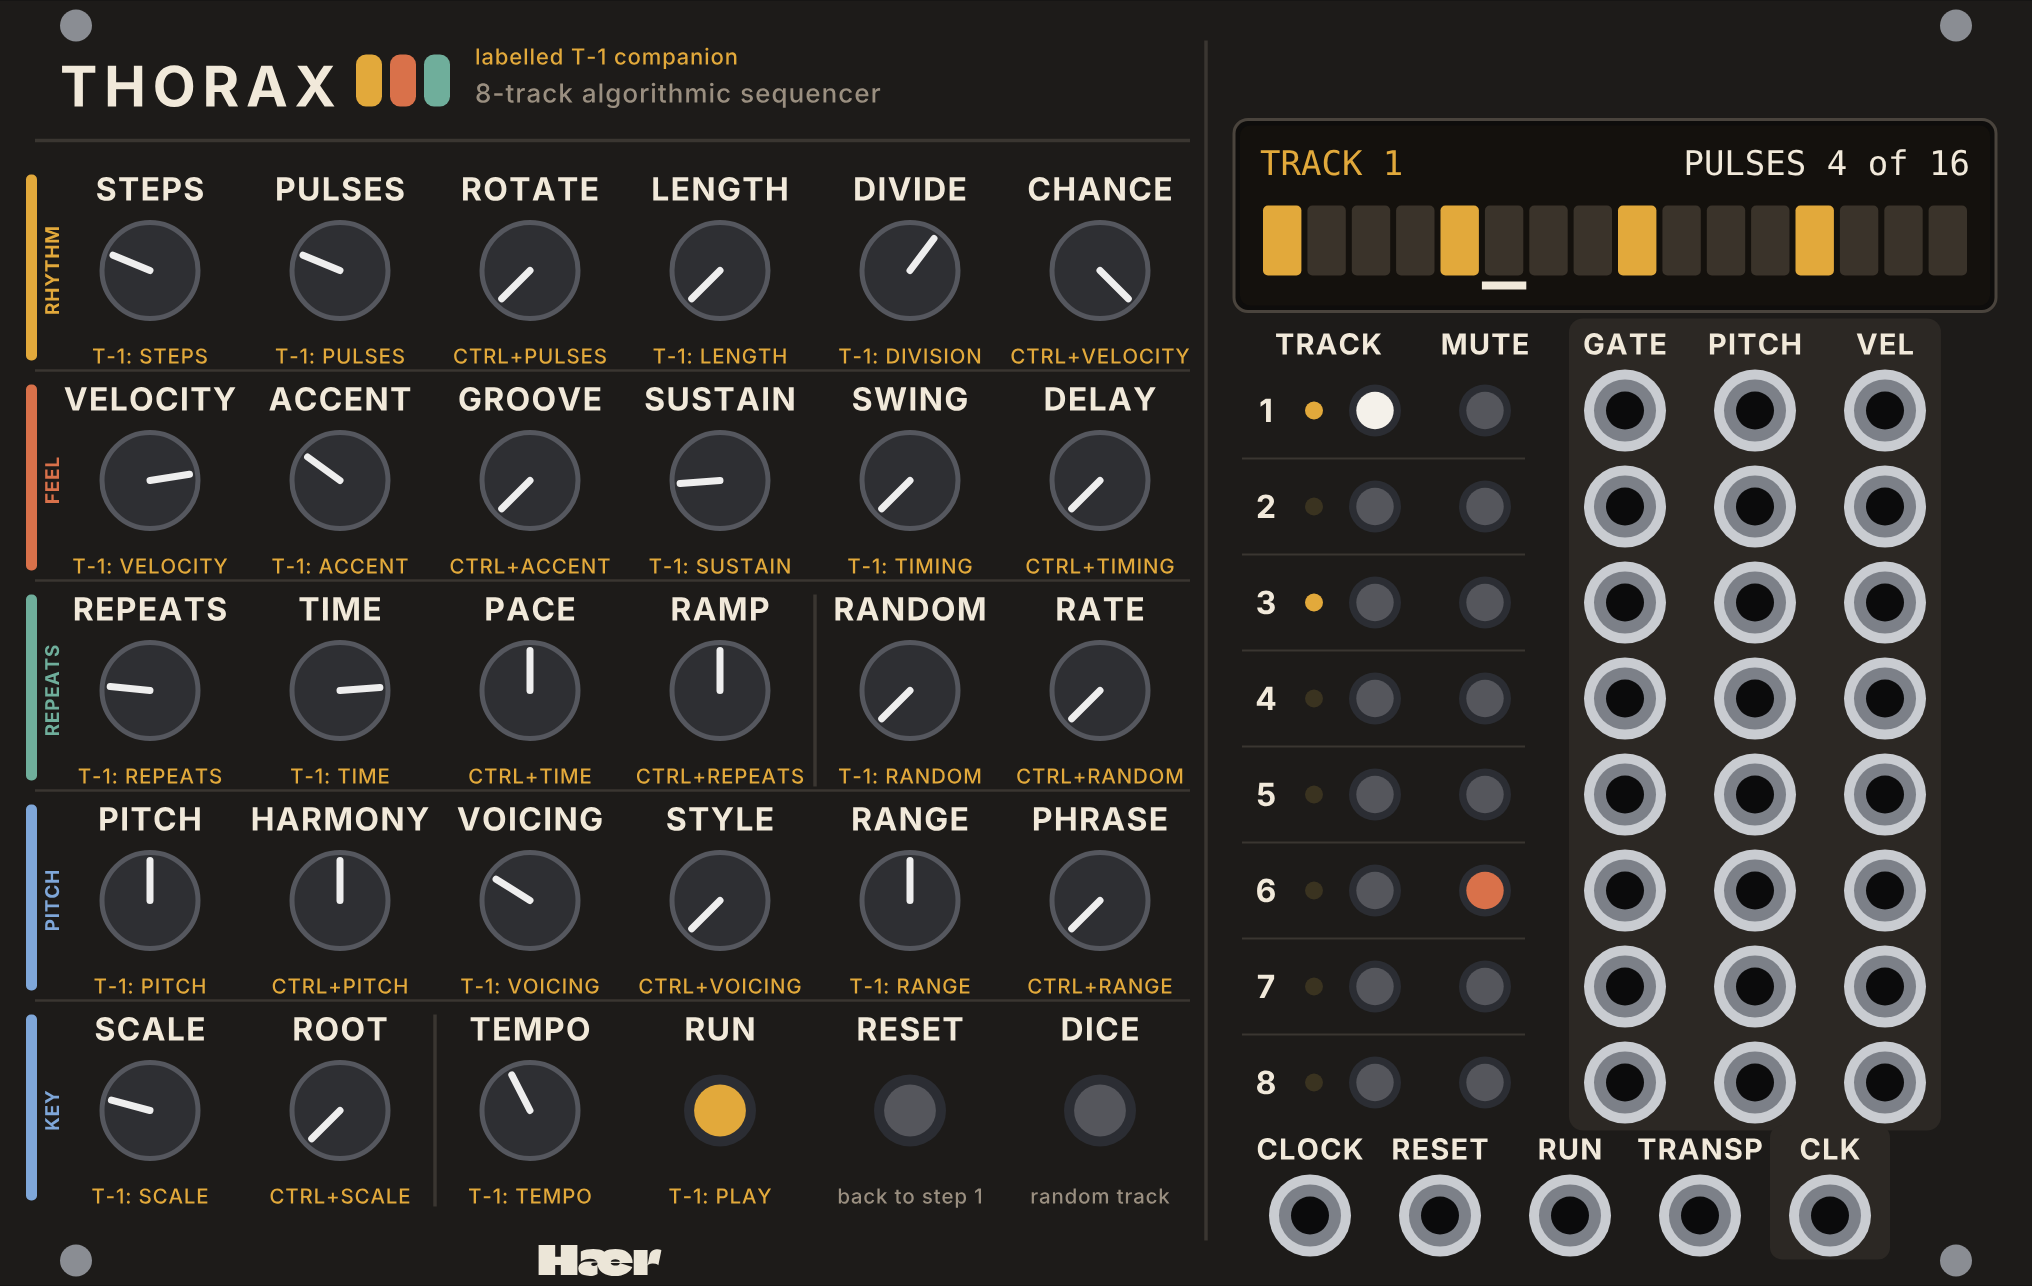 THORAX
labelled T-1 companion
8-track algorithmic sequencer
RHYTHM
STEPS PULSES ROTATE LENGTH DIVIDE CHANCE
T-1: STEPS T-1: PULSES CTRL+PULSES T-1: LENGTH T-1: DIVISION CTRL+VELOCITY
FEEL
VELOCITY ACCENT GROOVE SUSTAIN SWING DELAY
T-1: VELOCITY T-1: ACCENT CTRL+ACCENT T-1: SUSTAIN T-1: TIMING CTRL+TIMING
REPEATS
REPEATS TIME PACE RAMP RANDOM RATE
T-1: REPEATS T-1: TIME CTRL+TIME CTRL+REPEATS T-1: RANDOM CTRL+RANDOM
PITCH
PITCH HARMONY VOICING STYLE RANGE PHRASE
T-1: PITCH CTRL+PITCH T-1: VOICING CTRL+VOICING T-1: RANGE CTRL+RANGE
KEY
SCALE ROOT TEMPO RUN RESET DICE
T-1: SCALE CTRL+SCALE T-1: TEMPO T-1: PLAY back to step 1 random track
Hær
TRACK 1 PULSES 4 of 16
TRACK MUTE GATE PITCH VEL
1
2
3
4
5
6
7
8
CLOCK RESET RUN TRANSP CLK